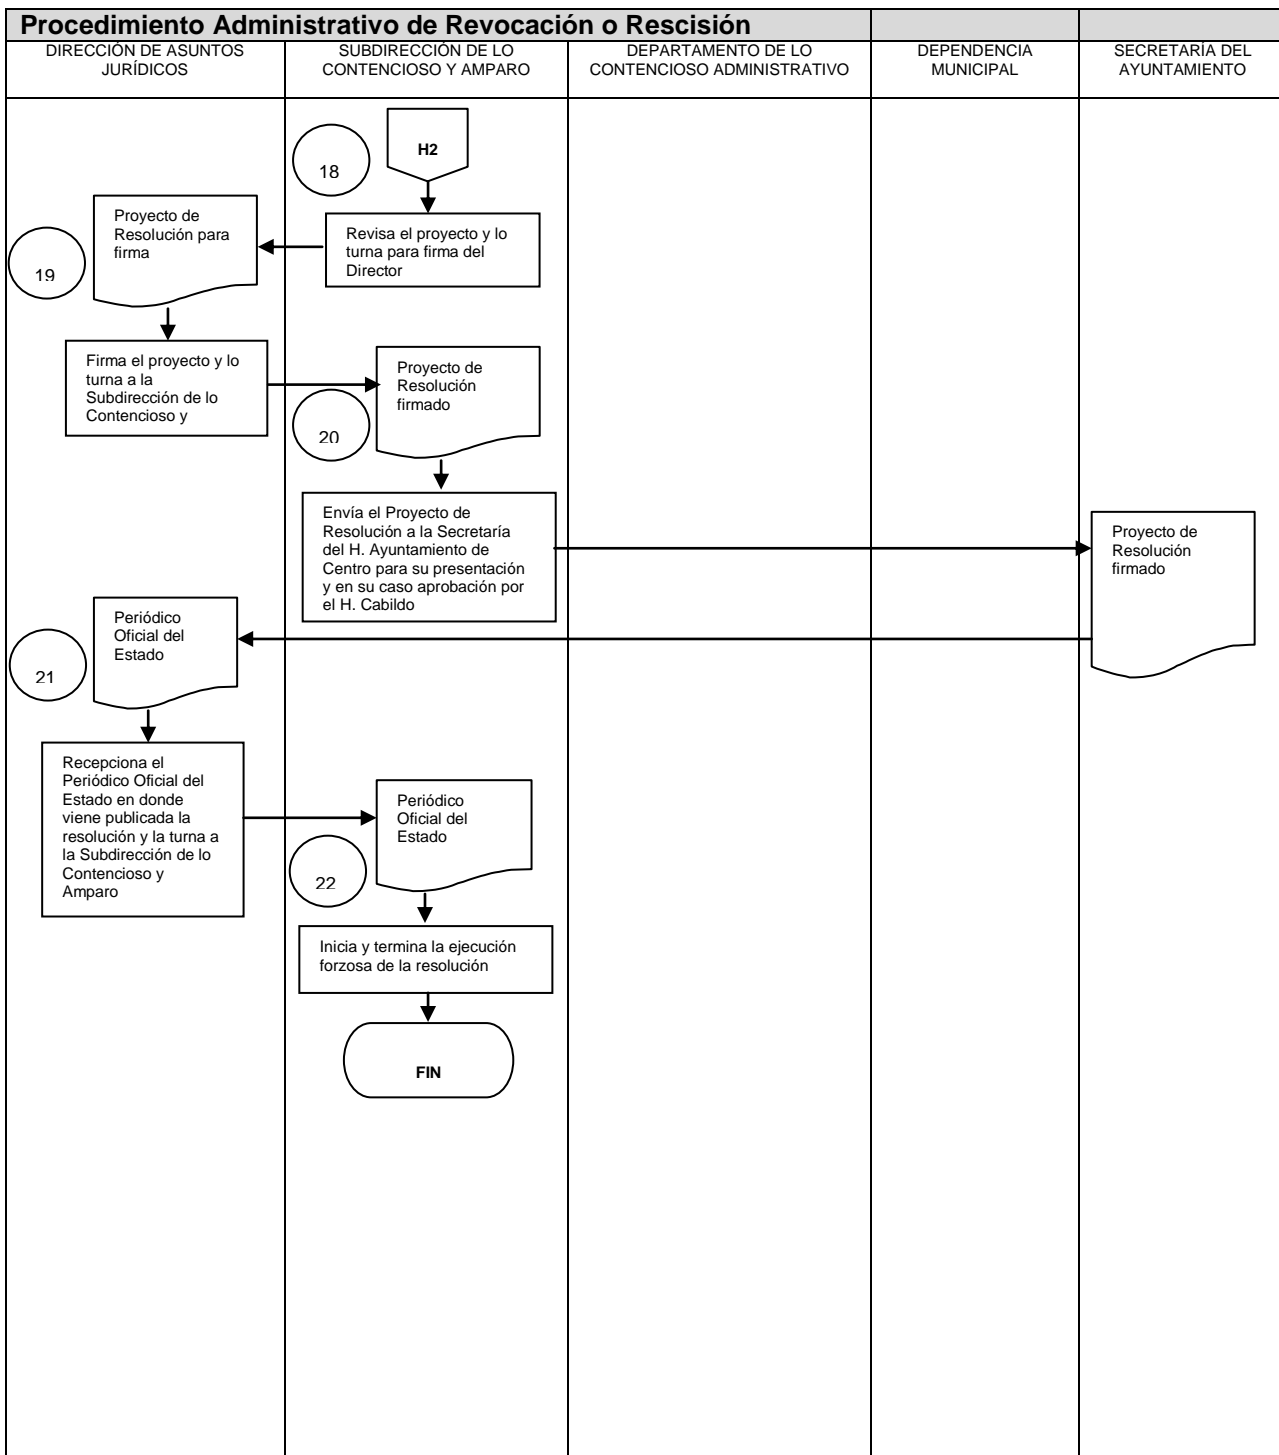 Procedimiento Administrativo de Revocación o Rescisión
DIRECCIÓN DE ASUNTOS
JURÍDICOS
SUBDIRECCIÓN DE LO
CONTENCIOSO Y AMPARO
DEPARTAMENTO DE LO
CONTENCIOSO ADMINISTRATIVO
DEPENDENCIA
MUNICIPAL
SECRETARÍA DEL
AYUNTAMIENTO
18
H2
Revisa el proyecto y lo
turna para firma del
Director
19
Proyecto de
Resolución para
firma
Firma el proyecto y lo
turna a la
Subdirección de lo
Contencioso y
20
Proyecto de
Resolución
firmado
Envía el Proyecto de
Resolución a la Secretaría
del H. Ayuntamiento de
Centro para su presentación
y en su caso aprobación por
el H. Cabildo
Proyecto de
Resolución
firmado
21
Periódico
Oficial del
Estado
Recepciona el
Periódico Oficial del
Estado en donde
viene publicada la
resolución y la turna a
la Subdirección de lo
Contencioso y
Amparo
22
Periódico
Oficial del
Estado
Inicia y termina la ejecución
forzosa de la resolución
FIN